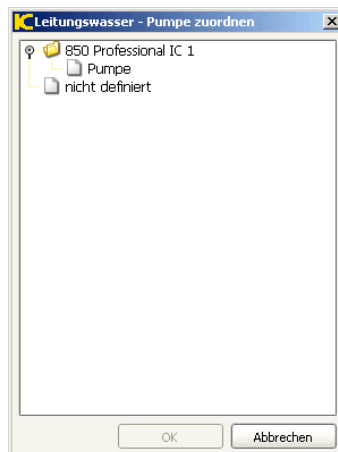 Leitungswasser - Pumpe zuordnen
850 Professional IC 1
Pumpe
nicht definiert
OK
Abbrechen